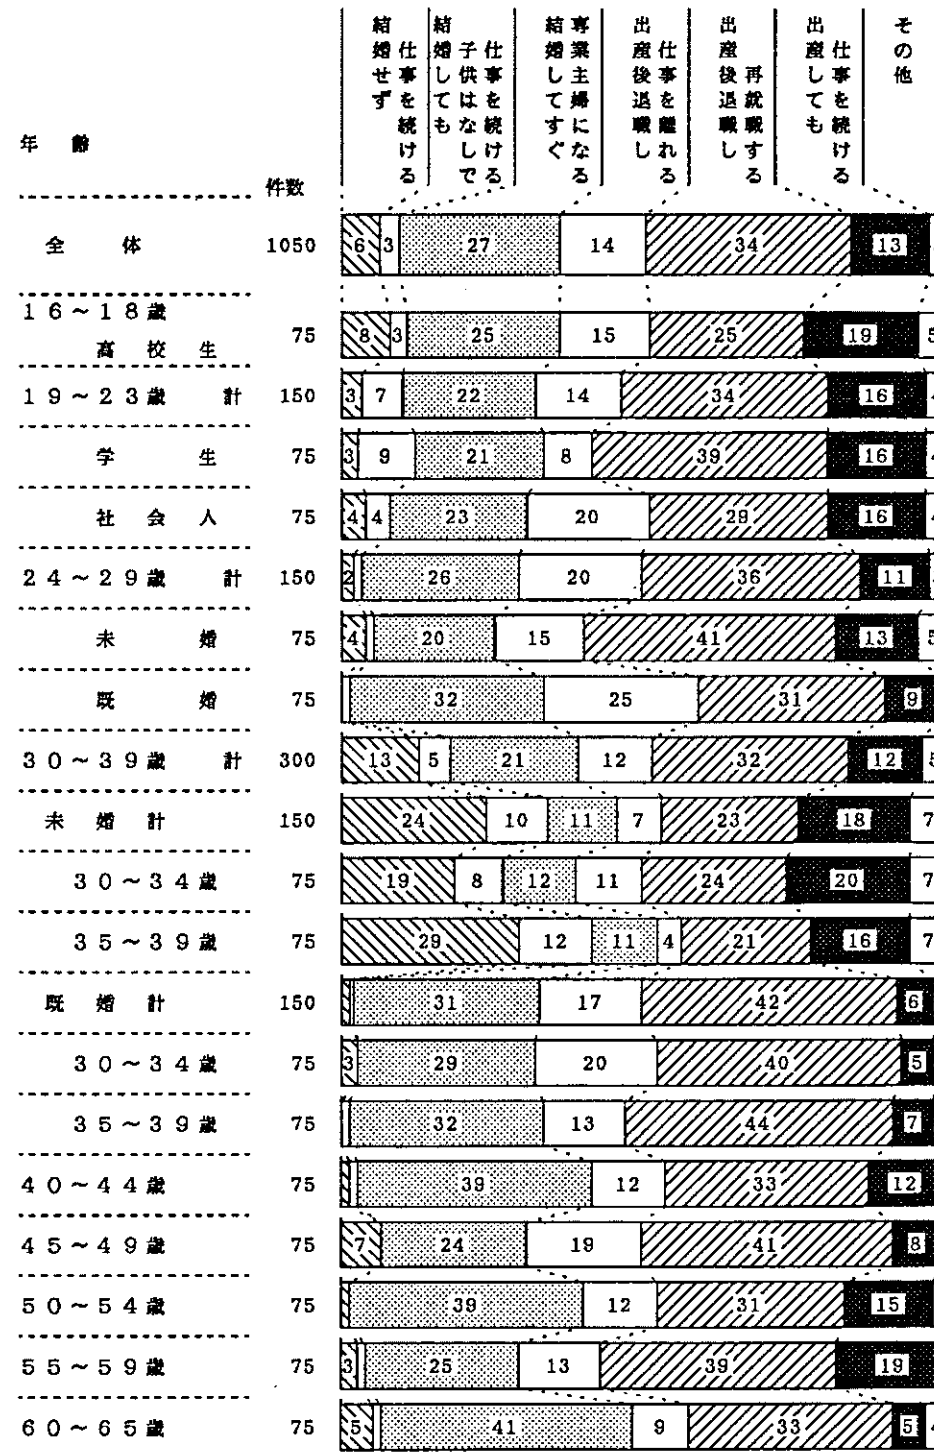 結婚せず
仕事を続ける
結婚しても
子供はなしで
仕事を続ける
結婚してすぐ
専業主婦になる
出産後退職し
仕事を離れる
出産後退職し
再就職する
出産しても
仕事を続ける
その他
年齢
件数
全体 1050 6 3 27 14 34 13
16~18歳
高校生 75 8 3 25 15 25 19 5
19~23歳 計 150 3 7 22 14 34 16
学生 75 3 9 21 8 39 16
社会人 75 4 4 23 20 29 16
24~29歳 計 150 2 26 20 36 11
未婚 75 4 20 15 41 13 5
既婚 75 32 25 31 9
30~39歳 計 300 13 5 21 12 32 12 5
未婚計 150 24 10 11 7 23 18 7
30~34歳 75 19 8 12 11 24 20 7
35~39歳 75 29 12 11 4 21 16 7
既婚計 150 31 17 42 6
30~34歳 75 3 29 20 40 5
35~39歳 75 32 13 44 7
40~44歳 75 39 12 33 12
45~49歳 75 7 24 19 41 8
50~54歳 75 39 12 31 15
55~59歳 75 3 25 13 39 19
60~65歳 75 5 41 9 33 5